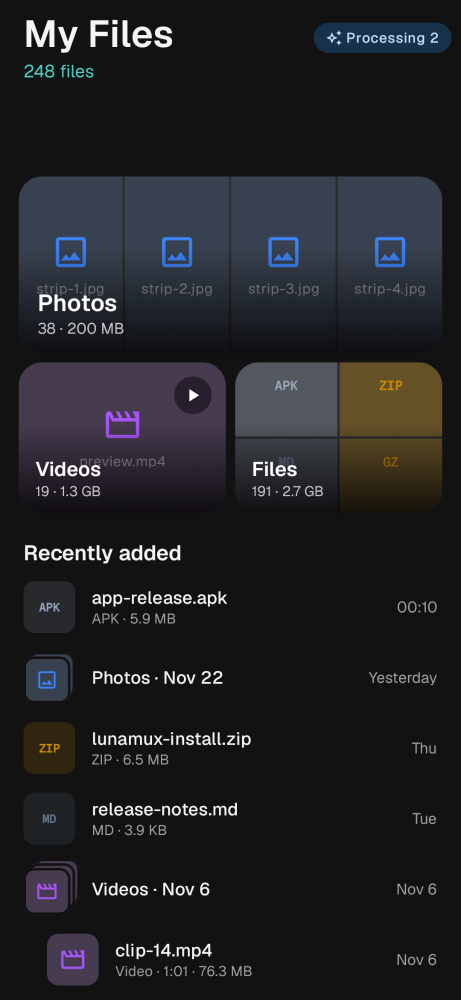 My Files
Processing 2
248 files
strip-1.jpg
strip-2.jpg
strip-3.jpg
strip-4.jpg
Photos
38 · 200 MB
preview.mp4
Videos
19 · 1.3 GB
APK
ZIP
MD
GZ
Files
191 · 2.7 GB
Recently added
APK
app-release.apk
00:10
APK · 5.9 MB
Photos · Nov 22
Yesterday
ZIP
lunamux-install.zip
Thu
ZIP · 6.5 MB
MD
release-notes.md
Tue
MD · 3.9 KB
Videos · Nov 6
Nov 6
clip-14.mp4
Nov 6
Video · 1:01 · 76.3 MB